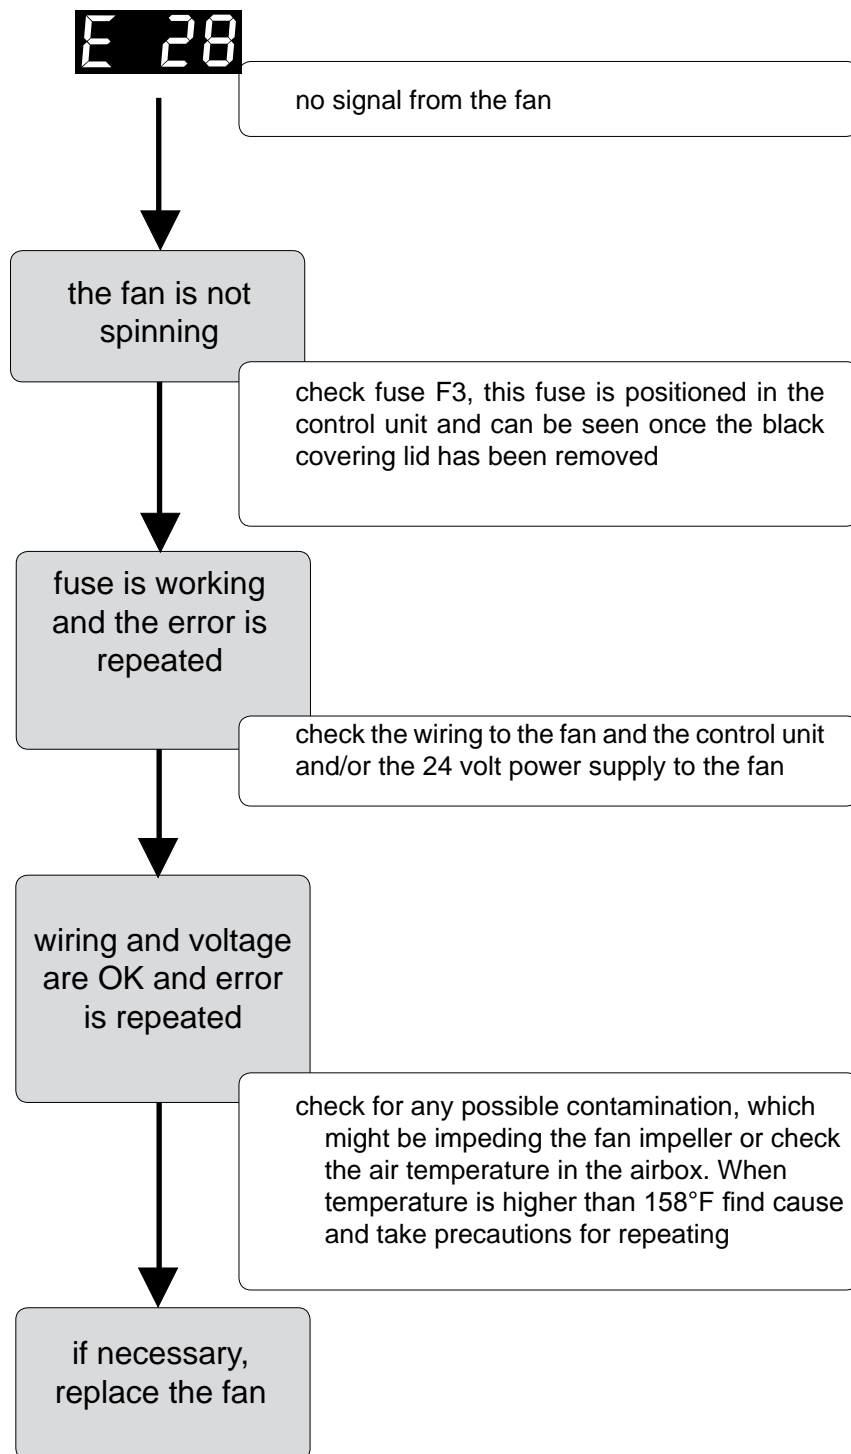 E 28
no signal from the fan
the fan is not
spinning
check fuse F3, this fuse is positioned in the
control unit and can be seen once the black
covering lid has been removed
fuse is working
and the error is
repeated
check the wiring to the fan and the control unit
and/or the 24 volt power supply to the fan
wiring and voltage
are OK and error
is repeated
check for any possible contamination, which
might be impeding the fan impeller or check
the air temperature in the airbox. When
temperature is higher than 158°F find cause
and take precautions for repeating
if necessary,
replace the fan